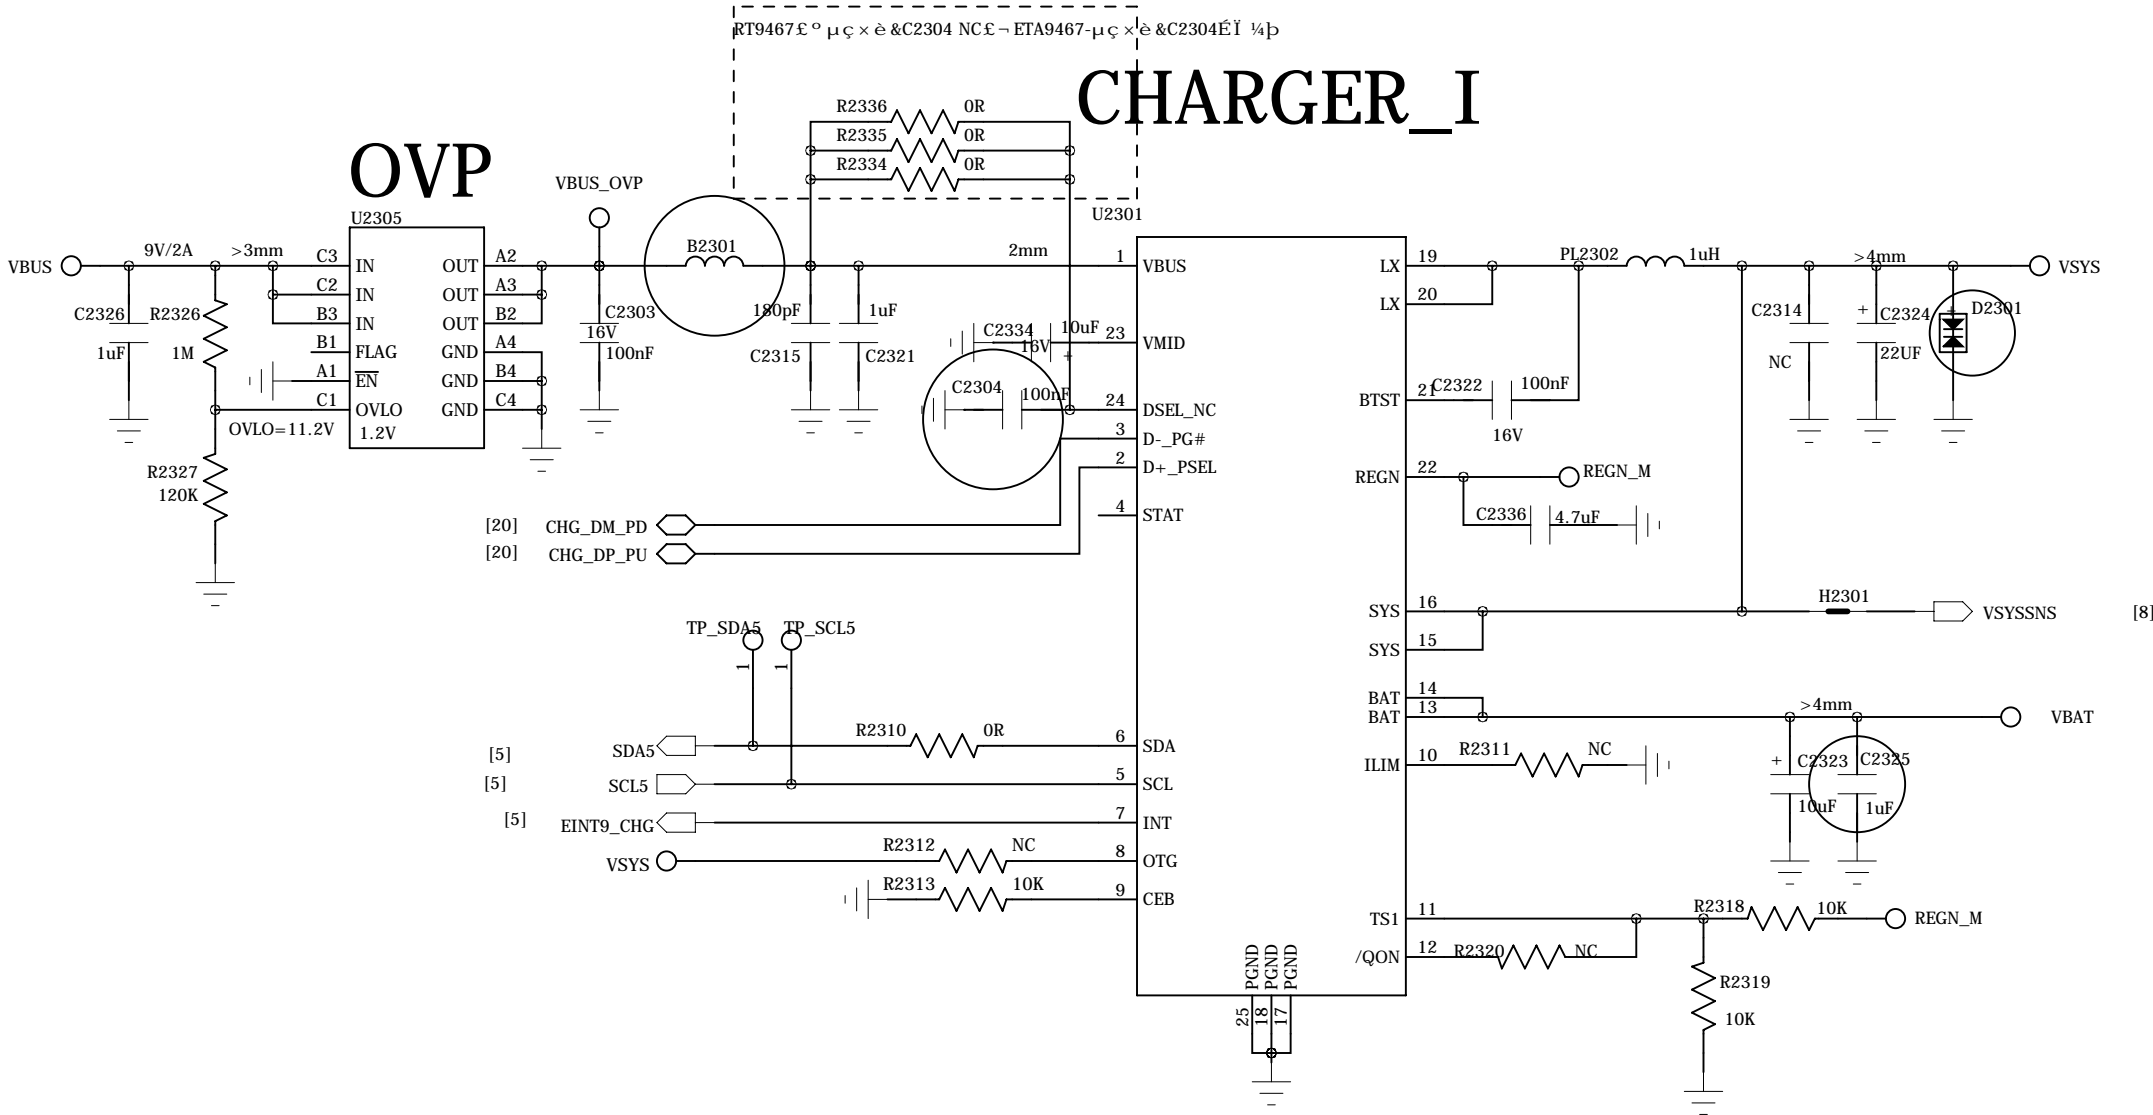 RT9467£º µç×è&C2304 NC£¬ETA9467-µç×è&C2304ÉÏ ¼þ
CHARGER_I
OVP
R2336 0R
R2335 0R
R2334 0R
VBUS_OVP
U2305
U2301
VBUS
9V/2A
>3mm
C3 IN
C2 IN
B3 IN
B1 FLAG
A1 EN
C1 OVLO
1.2V
OUT A2
OUT A3
OUT B2
GND A4
GND B4
GND C4
C2326
1uF
R2326
1M
OVLO=11.2V
R2327
120K
C2303
16V
100nF
B2301
180pF
C2315
1uF
C2321
2mm
C2334
10uF
16V
+
C2304
100nF
1 VBUS
23 VMID
24 DSEL_NC
3 D-_PG#
2 D+_PSEL
4 STAT
[20] CHG_DM_PD
[20] CHG_DP_PU
TP_SDA5
TP_SCL5
1
1
[5] SDA5
R2310 0R
6 SDA
[5] SCL5
5 SCL
[5] EINT9_CHG
7 INT
VSYS
R2312 NC
8 OTG
R2313 10K
9 CEB
LX 19
LX 20
PL2302 1uH
>4mm
VSYS
C2314
NC
+
C2324
22UF
+
D2301
BTST 21
C2322
100nF
16V
REGN 22
REGN_M
C2336 4.7uF
SYS 16
SYS 15
H2301
VSYSSNS [8]
BAT 14
BAT 13
>4mm
VBAT
ILIM 10
R2311 NC
+
C2323
10uF
C2325
1uF
TS1 11
R2318 10K
REGN_M
/QON 12
R2320 NC
R2319
10K
PGND
PGND
PGND
25
18
17